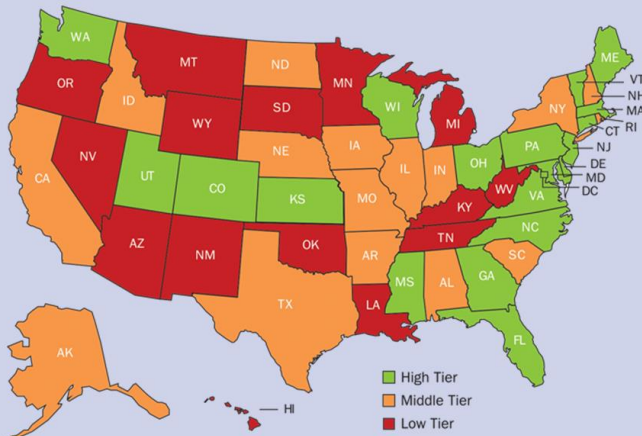 WA
ME
MT
ND
VT
OR
MN
NH
ID
WI
NY
MA
SD
WY
MI
RI
CT
PA
NJ
IA
NE
NV
OH
DE
IL
IN
MD
UT
CA
CO
WV
VA
DC
KS
MO
KY
NC
TN
OK
AZ
NM
AR
SC
MS
AL
GA
TX
LA
FL
AK
High Tier
Middle Tier
HI
Low Tier